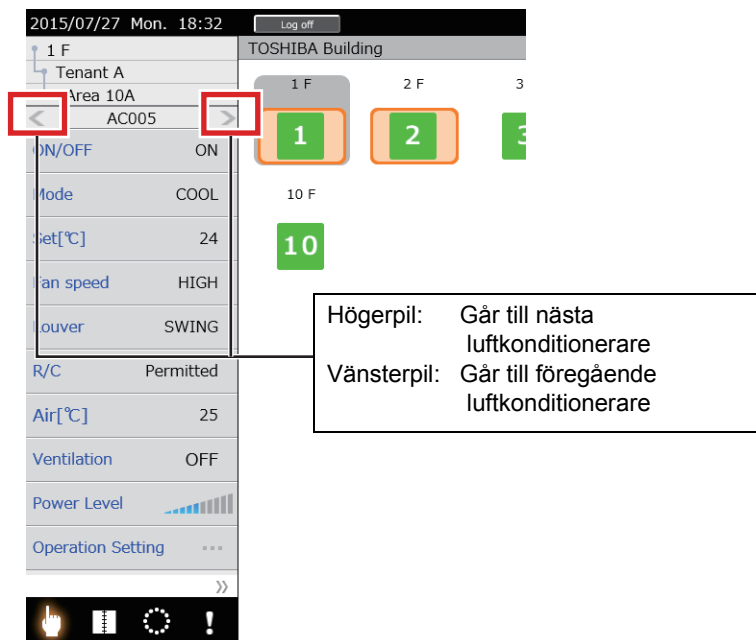 2015/07/27 Mon. 18:32
Log off
1 F
Tenant A
Area 10A
AC005
TOSHIBA Building
1 F
2 F
3
1
2
3
10 F
10
ON/OFF ON
Mode COOL
Set[℃] 24
Fan speed HIGH
Louver SWING
R/C Permitted
Air[℃] 25
Ventilation OFF
Power Level
Operation Setting
Högerpil: Går till nästa
luftkonditionerare
Vänsterpil: Går till föregående
luftkonditionerare